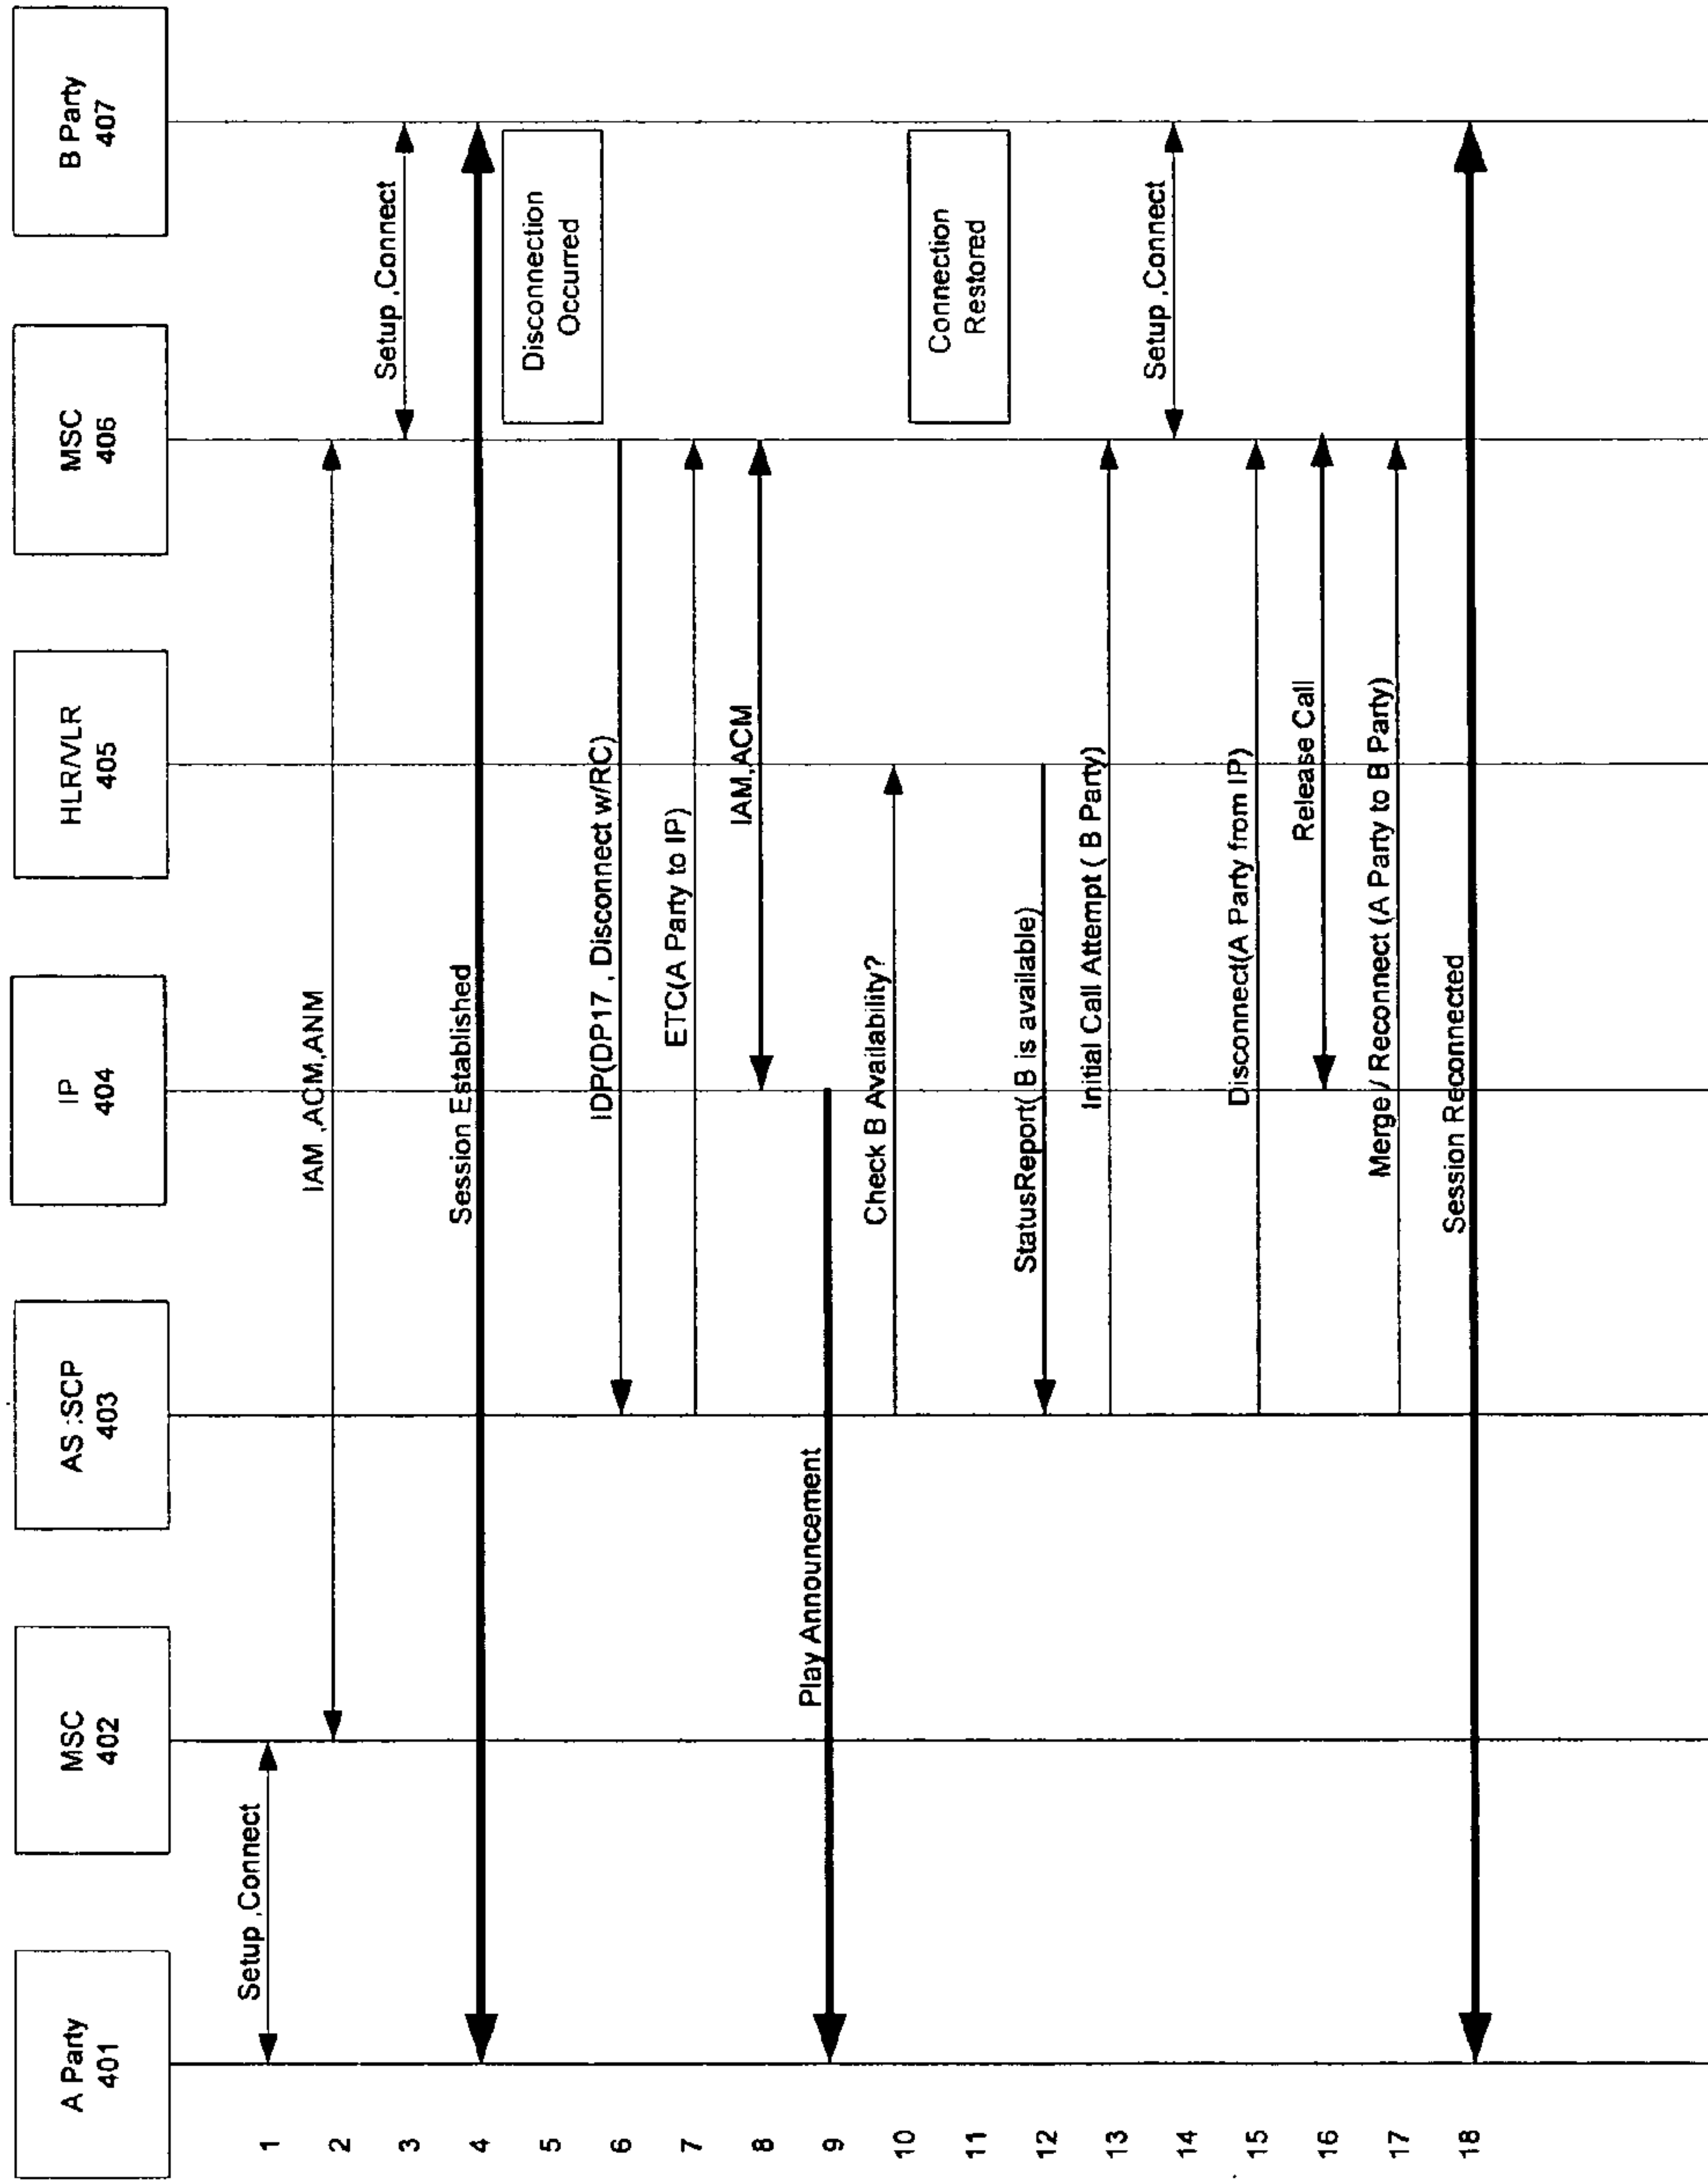 A Party
401
MSC
402
AS :SCP
403
IP
404
HLR/VLR
405
MSC
406
B Party
407
1
Setup ,Connect
2
IAM ,ACM,ANM
3
Setup ,Connect
4
Session Established
5
Disconnection
Occurred
6
IDP(DP17 , Disconnect w/RC)
7
ETC(A Party to IP)
8
IAM,ACM
9
Play Announcement
10
Check B Availability?
11
Connection
Restored
12
StatusReport( B is available)
13
Initial Call Attempt ( B Party)
14
Setup ,Connect
15
Disconnect(A Party from IP)
16
Release Call
17
Merge / Reconnect (A Party to B Party)
18
Session Reconnected